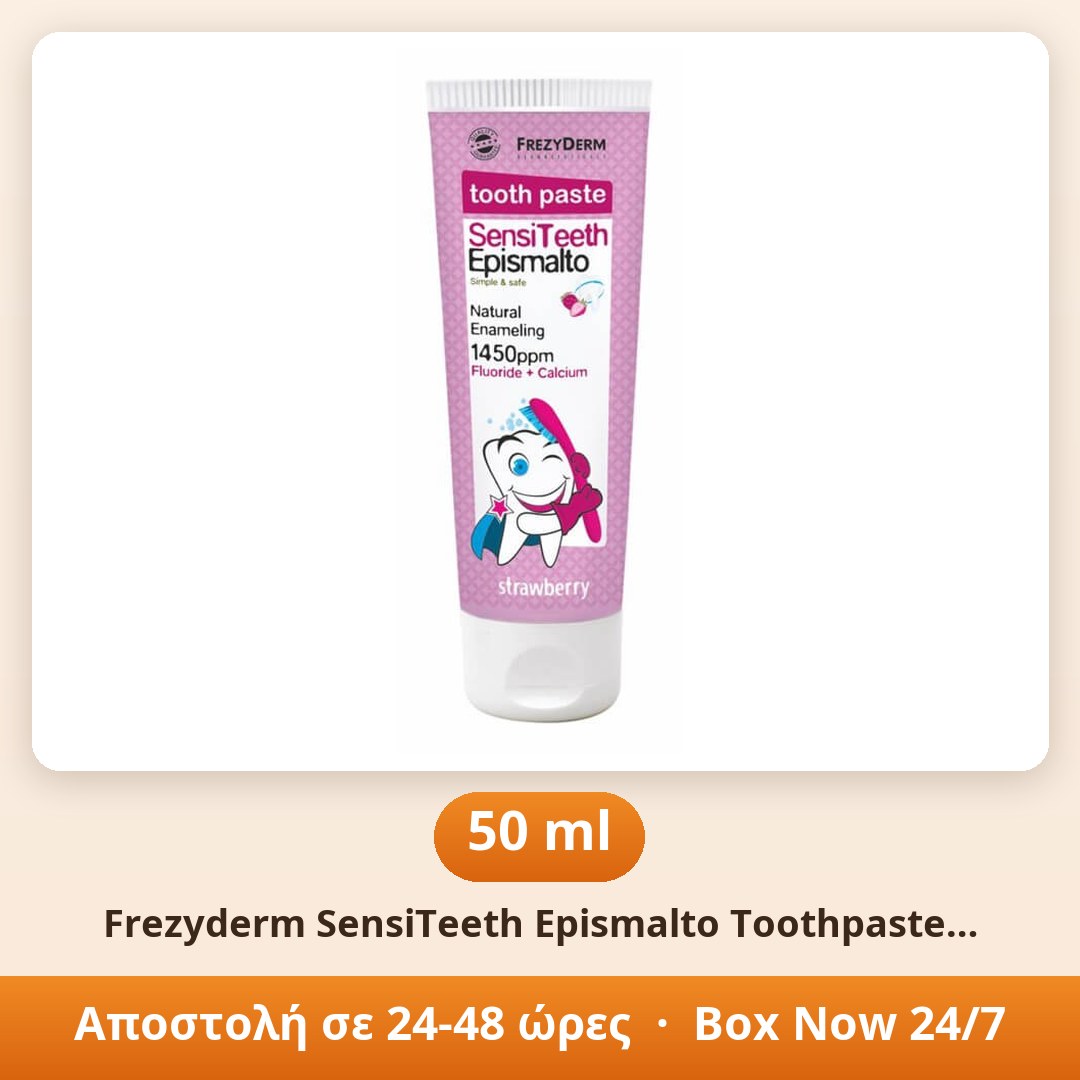 FREZYDERM
tooth paste
SensiTeeth
Epismalto
Simple & safe
Natural
Enameling
1450ppm
Fluoride + Calcium
strawberry
50 ml
Frezyderm SensiTeeth Epismalto Toothpaste...
Αποστολή σε 24-48 ώρες · Box Now 24/7